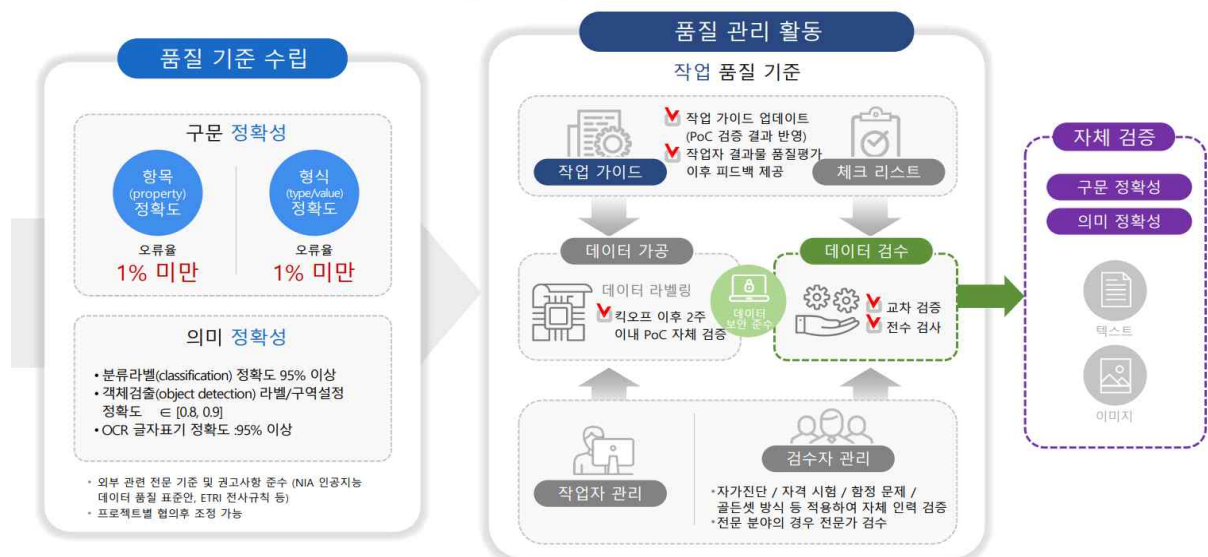 품질 기준 수립
구문 정확성
항목
(property)
정확도
오류율
1% 미만
형식
(type/value)
정확도
오류율
1% 미만
의미 정확성
• 분류라벨(classification) 정확도 95% 이상
• 객체검출(object detection) 라벨/구역설정
정확도 ∈ [0.8, 0.9]
• OCR 글자표기 정확도 :95% 이상
• 외부 관련 전문 기준 및 권고사항 준수 (NIA 인공지능
데이터 품질 표준안, ETRI 전사규칙 등)
• 프로젝트별 협의후 조정 가능
품질 관리 활동
작업 품질 기준
작업 가이드
작업 가이드 업데이트
(PoC 검증 결과 반영)
작업자 결과물 품질평가
이후 피드백 제공
체크 리스트
데이터 가공
데이터 라벨링
킥오프 이후 2주
이내 PoC 자체 검증
데이터
보안 준수
데이터 검수
교차 검증
전수 검사
작업자 관리
검수자 관리
•자가진단 / 자격 시험 / 함정 문제 /
골든셋 방식 등 적용하여 자체 인력 검증
•전문 분야의 경우 전문가 검수
자체 검증
구문 정확성
의미 정확성
텍스트
이미지